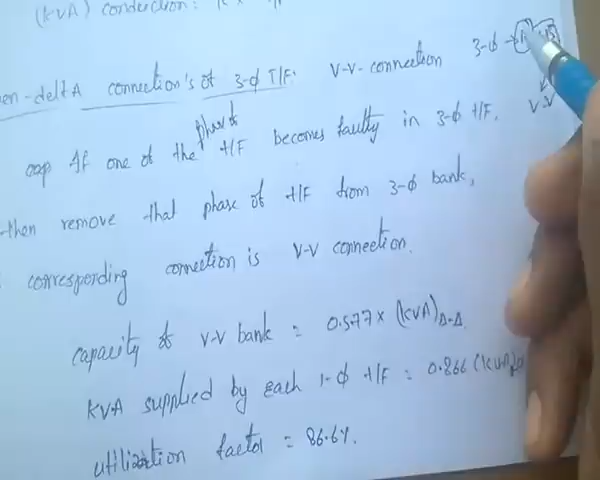 (KVA) conduction:
en-deltA connection's of 3-ϕ T/F. V-V-connection 3-ϕ
V-V
phase of
If one of the t/F becomes faulty in 3-ϕ t/F.
then remove that phase of t/F from 3-ϕ bank,
corresponding connection is V-V connection.
capacity of V-V bank = 0.577 × (KVA)Δ-Δ.
KVA supplied by each 1-ϕ t/F = 0.866 (KVA)
utilization factor = 86.6%.